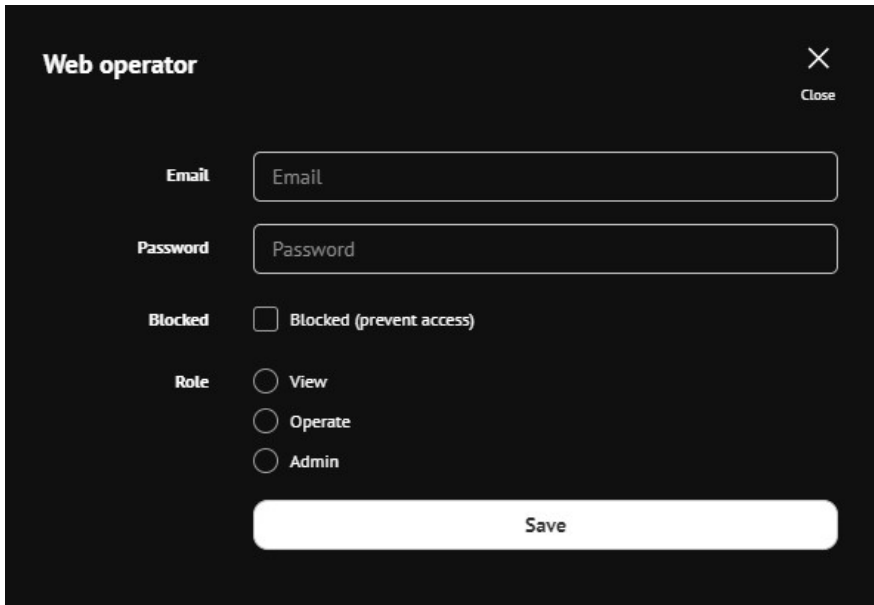 Web operator
Close
Email Email
Password Password
Blocked Blocked (prevent access)
Role View
Operate
Admin
Save